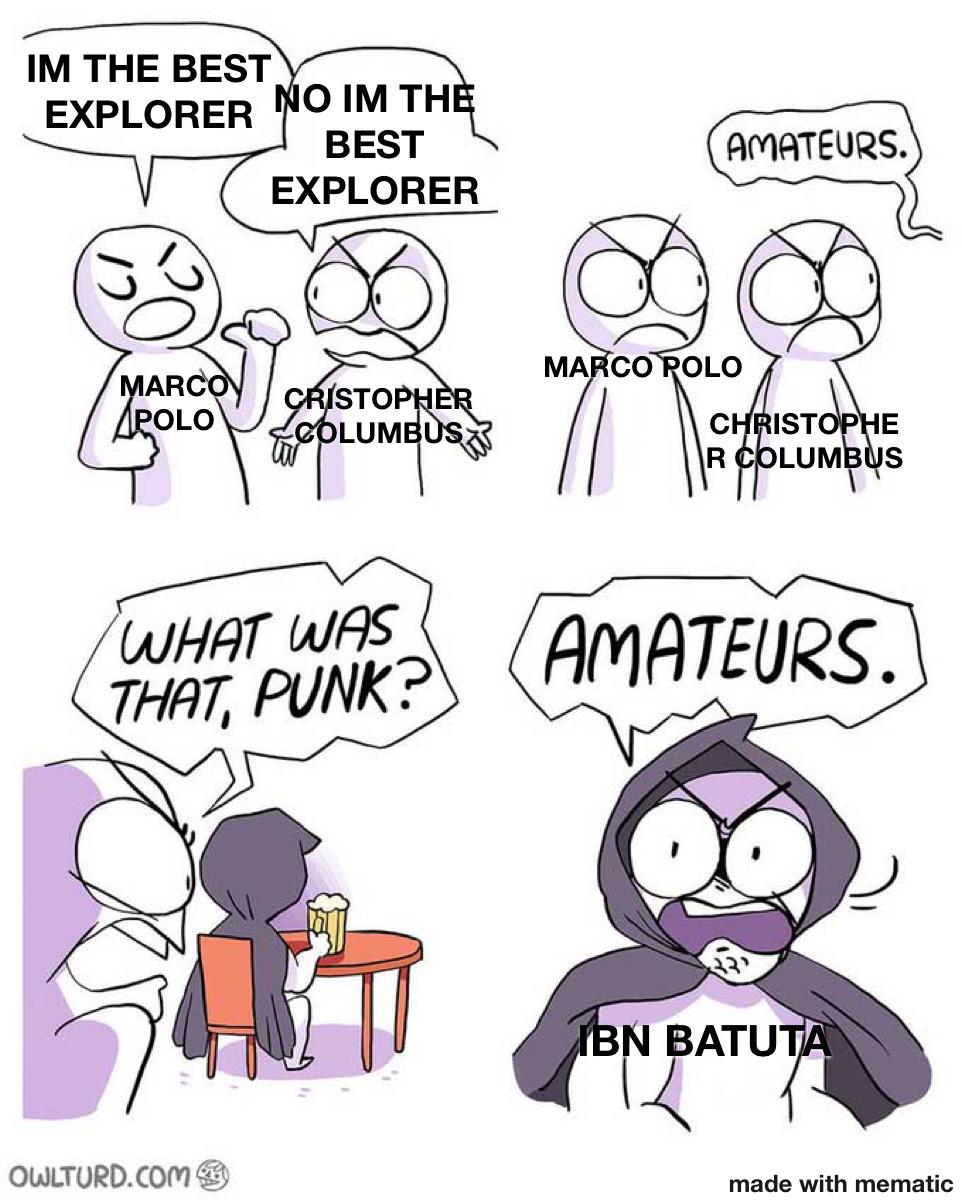 IM THE BEST
EXPLORER
NO IM THE
BEST
EXPLORER
MARCO
POLO
CRISTOPHER
COLUMBUS
AMATEURS.
MARCO POLO
CHRISTOPHE
R COLUMBUS
WHAT WAS
THAT, PUNK?
AMATEURS.
IBN BATUTA
OWLTURD.COM
made with mematic